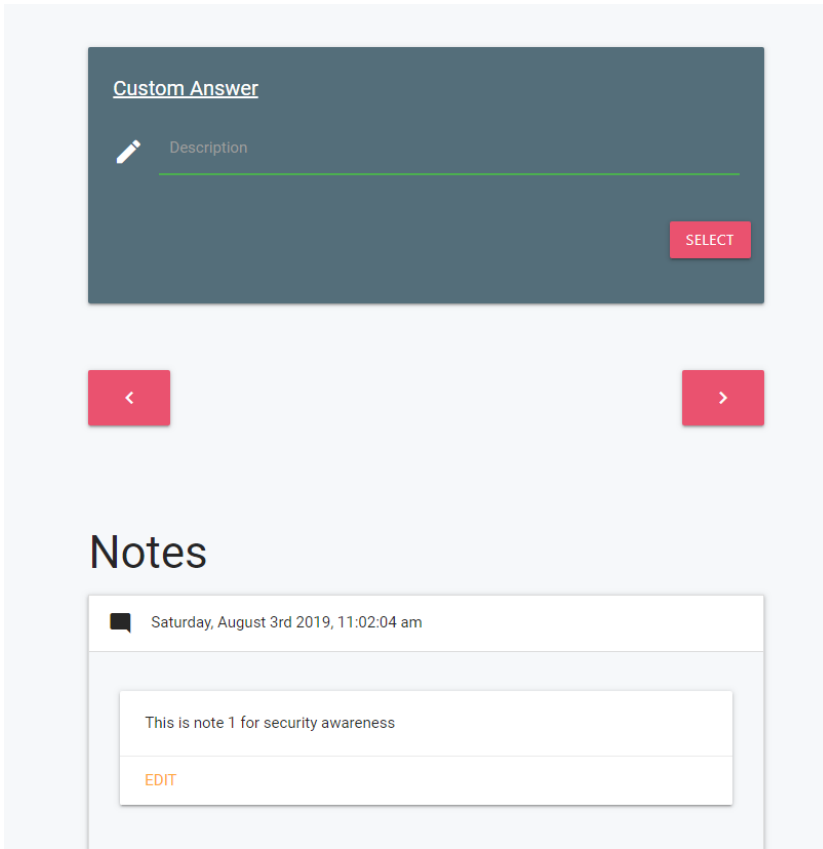 Custom Answer
Description
SELECT
Notes
Saturday, August 3rd 2019, 11:02:04 am
This is note 1 for security awareness
EDIT